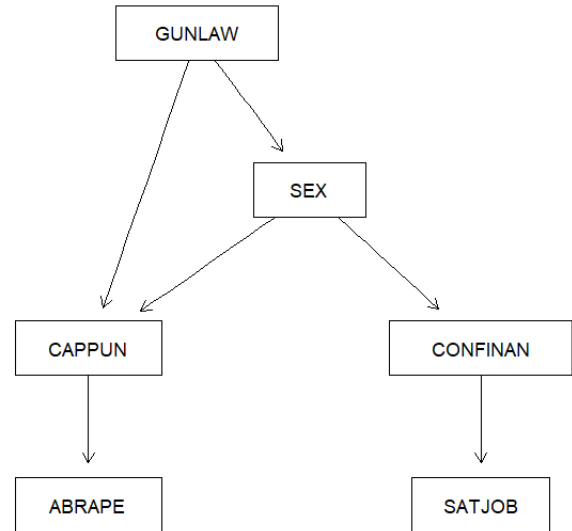 GUNLAW
SEX
CAPPUN
CONFINAN
ABRAPE
SATJOB